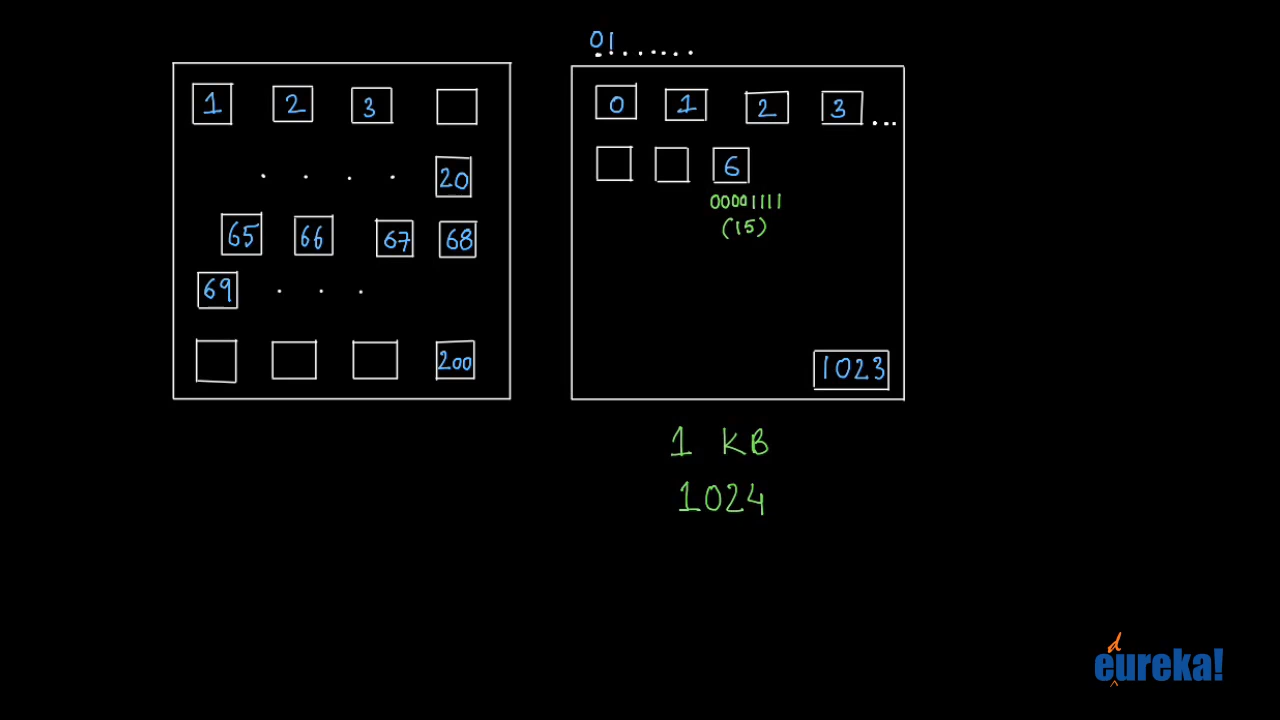 01......
1 2 3
. . . . 20
65 66 67 68
69 . . .
200
0 1 2 3 ...
6
00001111
(15)
1023
1 KB
1024
edureka!